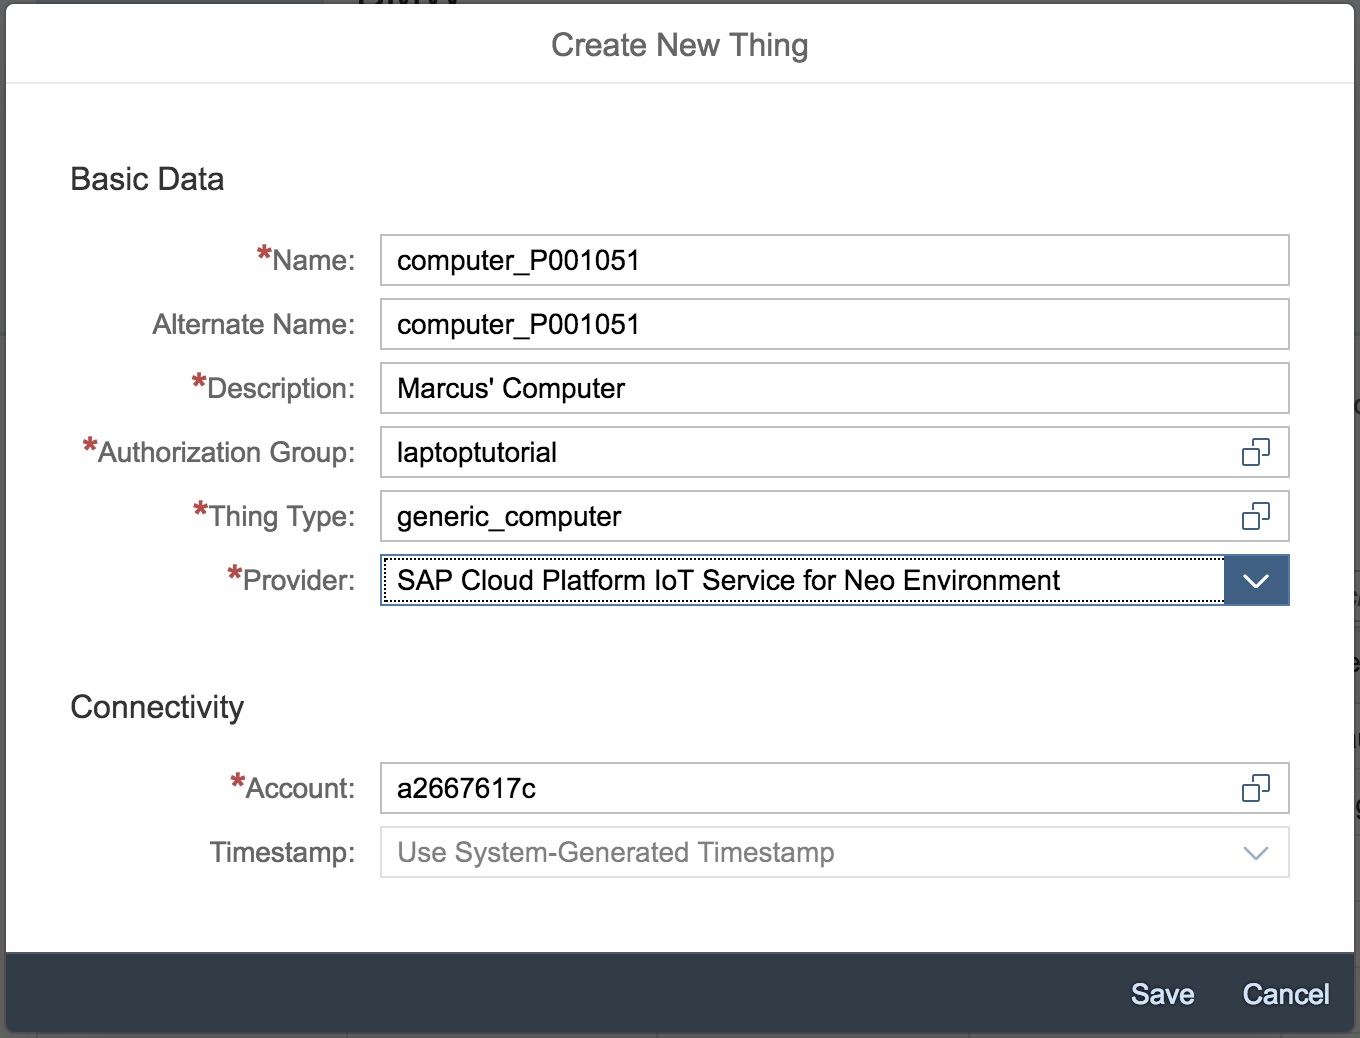 Create New Thing
Basic Data
*Name: computer_P001051
Alternate Name: computer_P001051
*Description: Marcus' Computer
*Authorization Group: laptoptutorial
*Thing Type: generic_computer
*Provider: SAP Cloud Platform IoT Service for Neo Environment
Connectivity
*Account: a2667617c
Timestamp: Use System-Generated Timestamp
Save Cancel